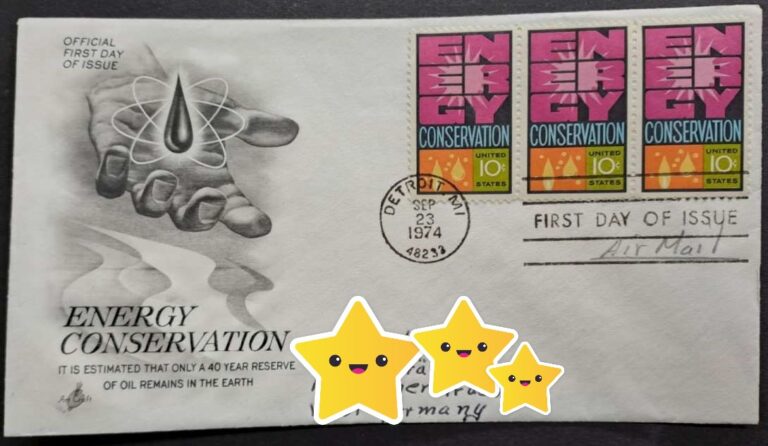 OFFICIAL
FIRST DAY
OF ISSUE
ENERGY
CONSERVATION
UNITED
10c
STATES
ENERGY
CONSERVATION
UNITED
10c
STATES
ENERGY
CONSERVATION
UNITED
10c
STATES
DETROIT, MI
SEP
23
1974
48233
FIRST DAY OF ISSUE
Air Mail
ENERGY
CONSERVATION
IT IS ESTIMATED THAT ONLY A 40 YEAR RESERVE
OF OIL REMAINS IN THE EARTH
Art Craft